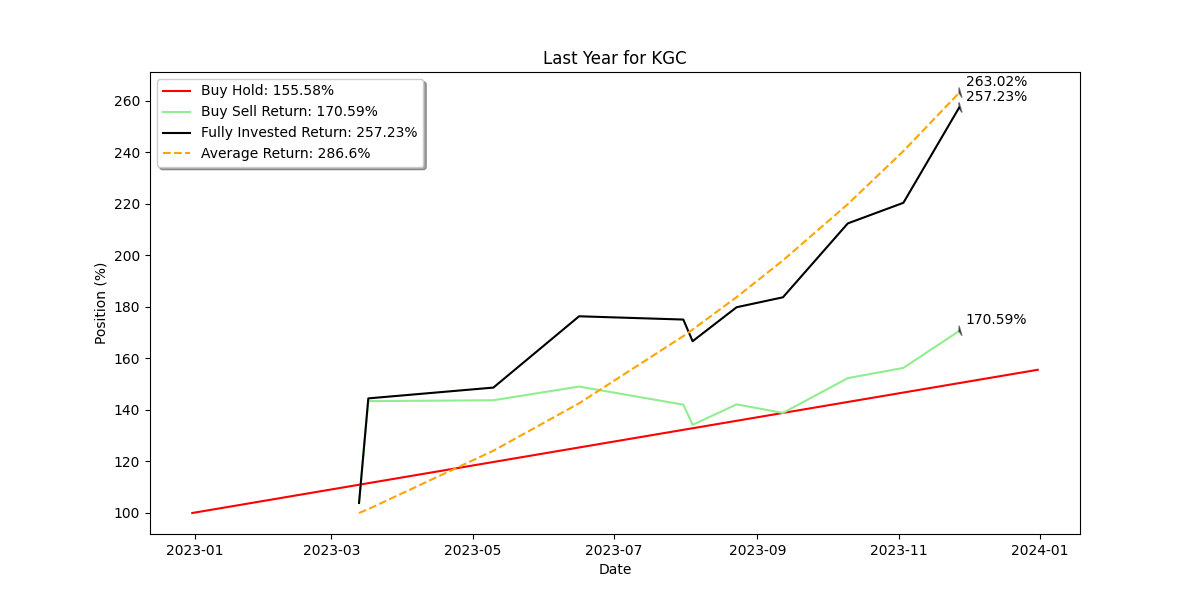 Last Year for KGC
Buy Hold: 155.58%
Buy Sell Return: 170.59%
Fully Invested Return: 257.23%
Average Return: 286.6%
263.02%
257.23%
170.59%
Position (%)
260
240
220
200
180
160
140
120
100
2023-01
2023-03
2023-05
2023-07
2023-09
2023-11
2024-01
Date